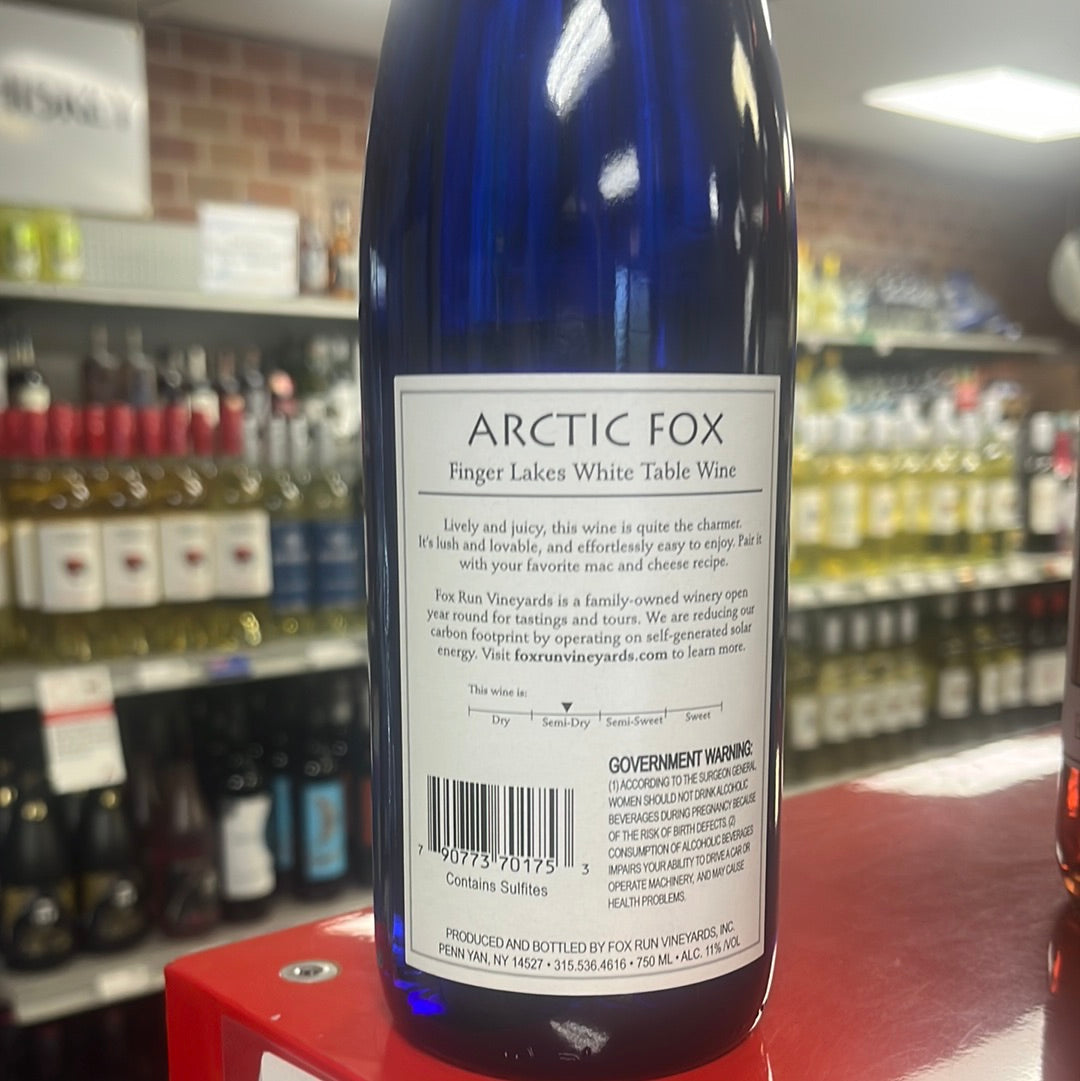 ARCTIC FOX
Finger Lakes White Table Wine
Lively and juicy, this wine is quite the charmer.
It's lush and lovable, and effortlessly easy to enjoy. Pair it
with your favorite mac and cheese recipe.
Fox Run Vineyards is a family-owned winery open
year round for tastings and tours. We are reducing our
carbon footprint by operating on self-generated solar
energy. Visit foxrunvineyards.com to learn more.
This wine is:
Dry Semi-Dry Semi-Sweet Sweet
GOVERNMENT WARNING:
(1) ACCORDING TO THE SURGEON GENERAL
WOMEN SHOULD NOT DRINK ALCOHOLIC
BEVERAGES DURING PREGNANCY BECAUSE
OF THE RISK OF BIRTH DEFECTS. (2)
CONSUMPTION OF ALCOHOLIC BEVERAGES
IMPAIRS YOUR ABILITY TO DRIVE A CAR OR
OPERATE MACHINERY, AND MAY CAUSE
HEALTH PROBLEMS.
7 90773 70175 3
Contains Sulfites
PRODUCED AND BOTTLED BY FOX RUN VINEYARDS, INC.
PENN YAN, NY 14527 • 315.536.4616 • 750 ML • ALC. 11% /VOL